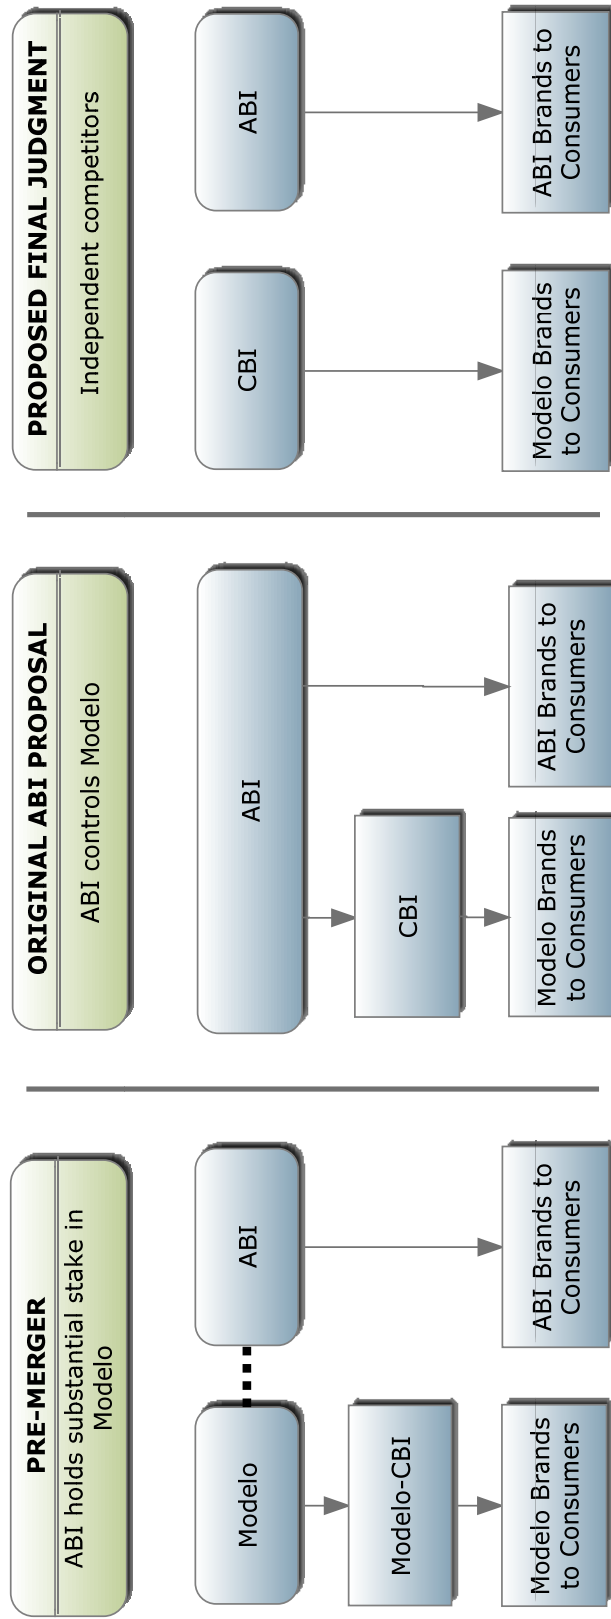 PRE-MERGER
ABI holds substantial stake in
Modelo
Modelo
ABI
Modelo-CBI
Modelo Brands
to Consumers
ABI Brands to
Consumers
ORIGINAL ABI PROPOSAL
ABI controls Modelo
ABI
CBI
Modelo Brands
to Consumers
ABI Brands to
Consumers
PROPOSED FINAL JUDGMENT
Independent competitors
CBI
ABI
Modelo Brands
to Consumers
ABI Brands to
Consumers